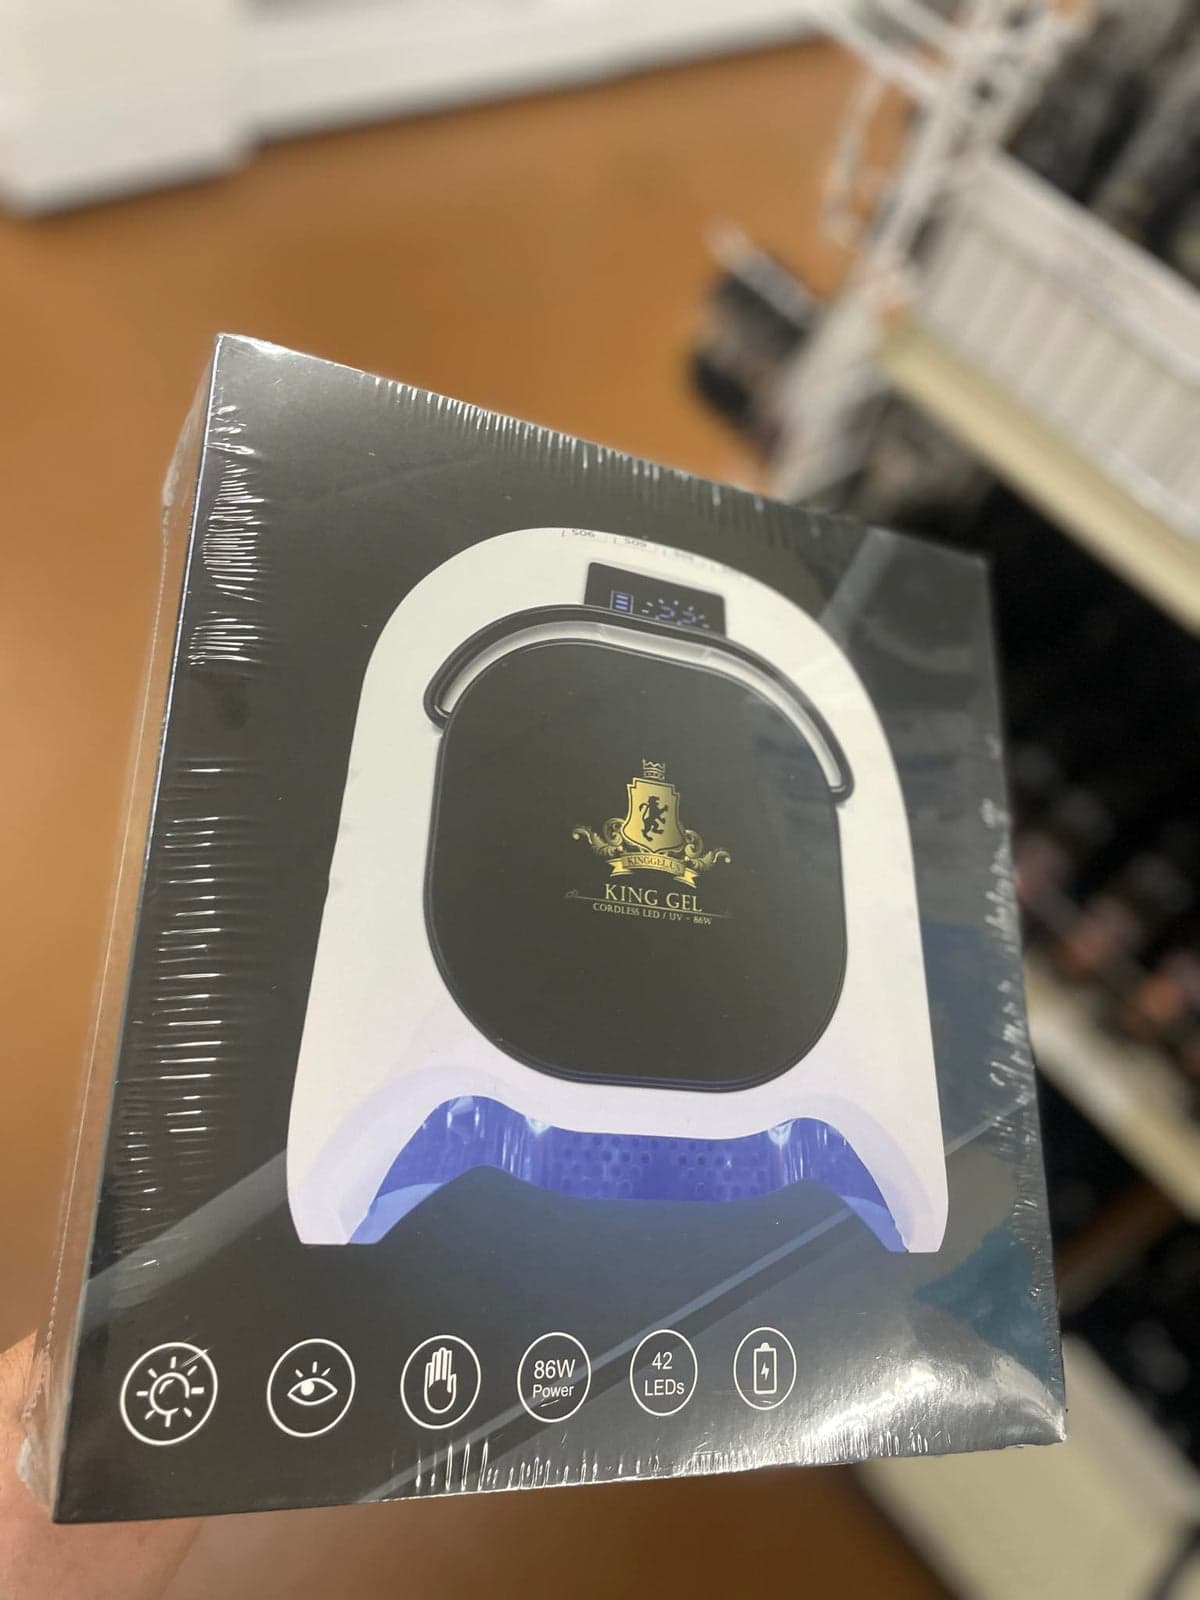 KING GEL
CORDLESS LED / UV - 86W
86W
Power
42
LEDs